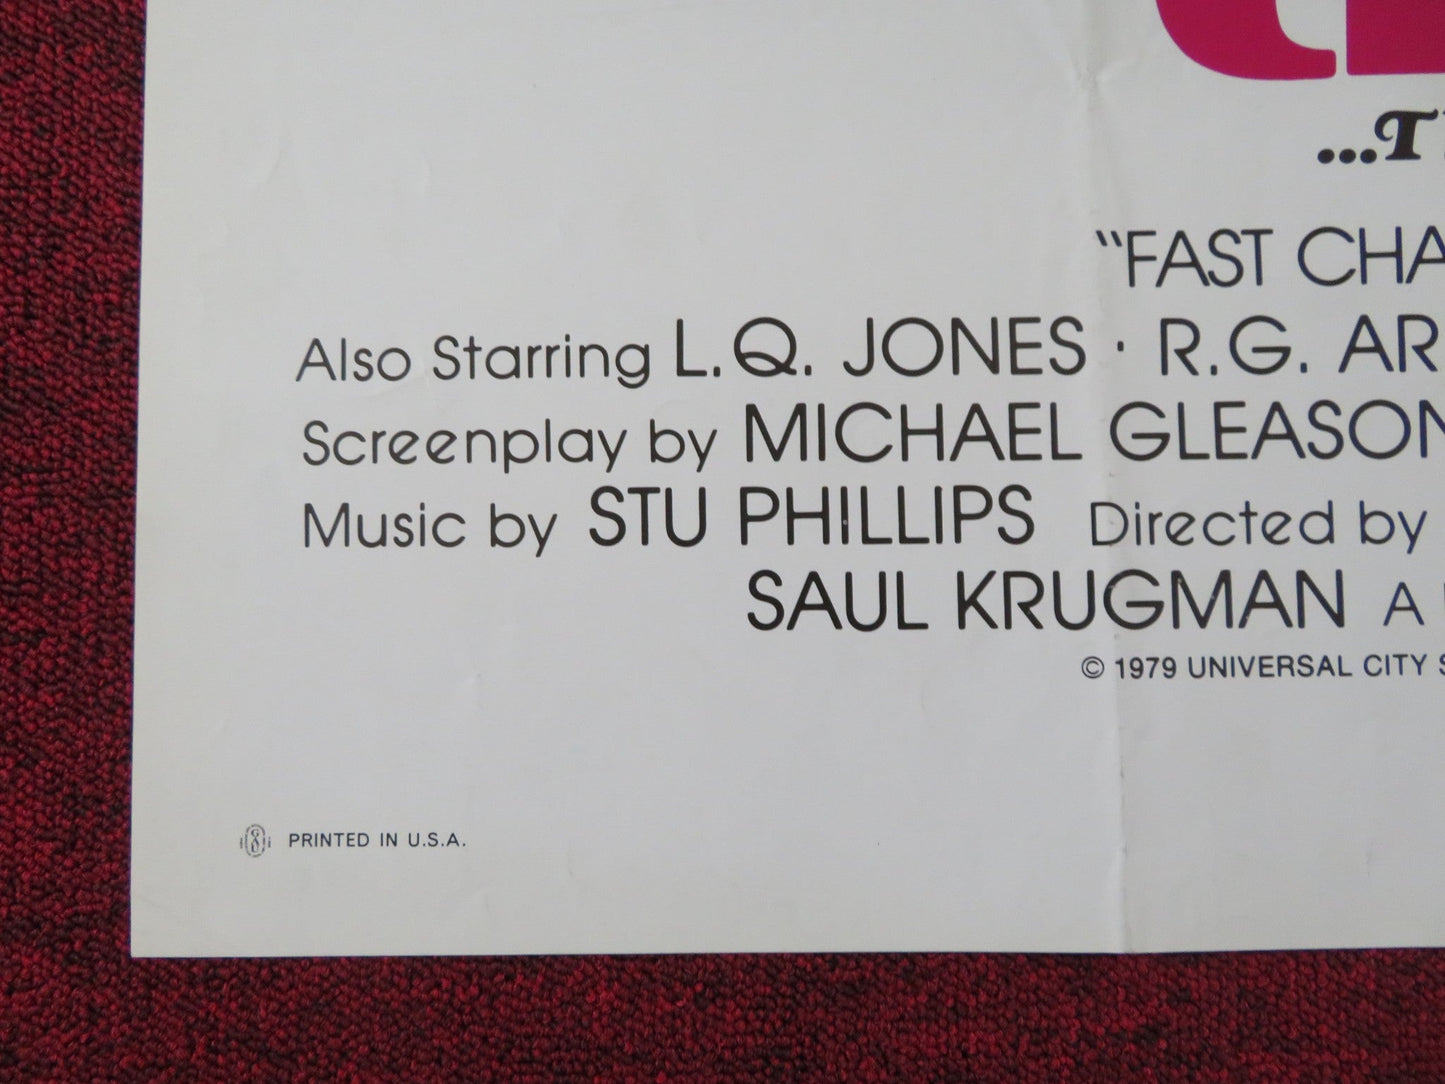 ...T
"FAST CHA
Also Starring L.Q. JONES · R.G. AR
Screenplay by MICHAEL GLEASON
Music by STU PHILLIPS Directed by
SAUL KRUGMAN A
© 1979 UNIVERSAL CITY S
PRINTED IN U.S.A.